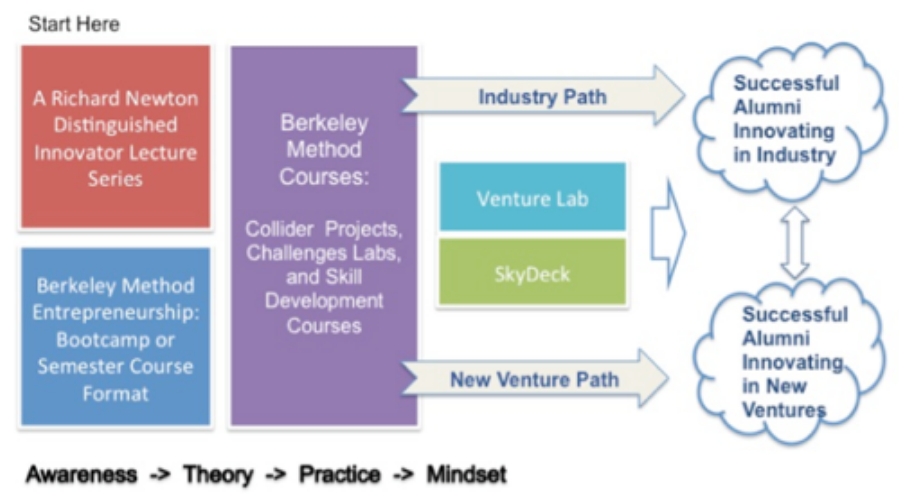 Start Here
A Richard Newton
Distinguished
Innovator Lecture
Series
Berkeley Method
Entrepreneurship:
Bootcamp or
Semester Course
Format
Berkeley
Method
Courses:
Collider Projects,
Challenges Labs,
and Skill
Development
Courses
Industry Path
Venture Lab
SkyDeck
New Venture Path
Successful
Alumni
Innovating
in Industry
Successful
Alumni
Innovating
in New
Ventures
Awareness -> Theory -> Practice -> Mindset